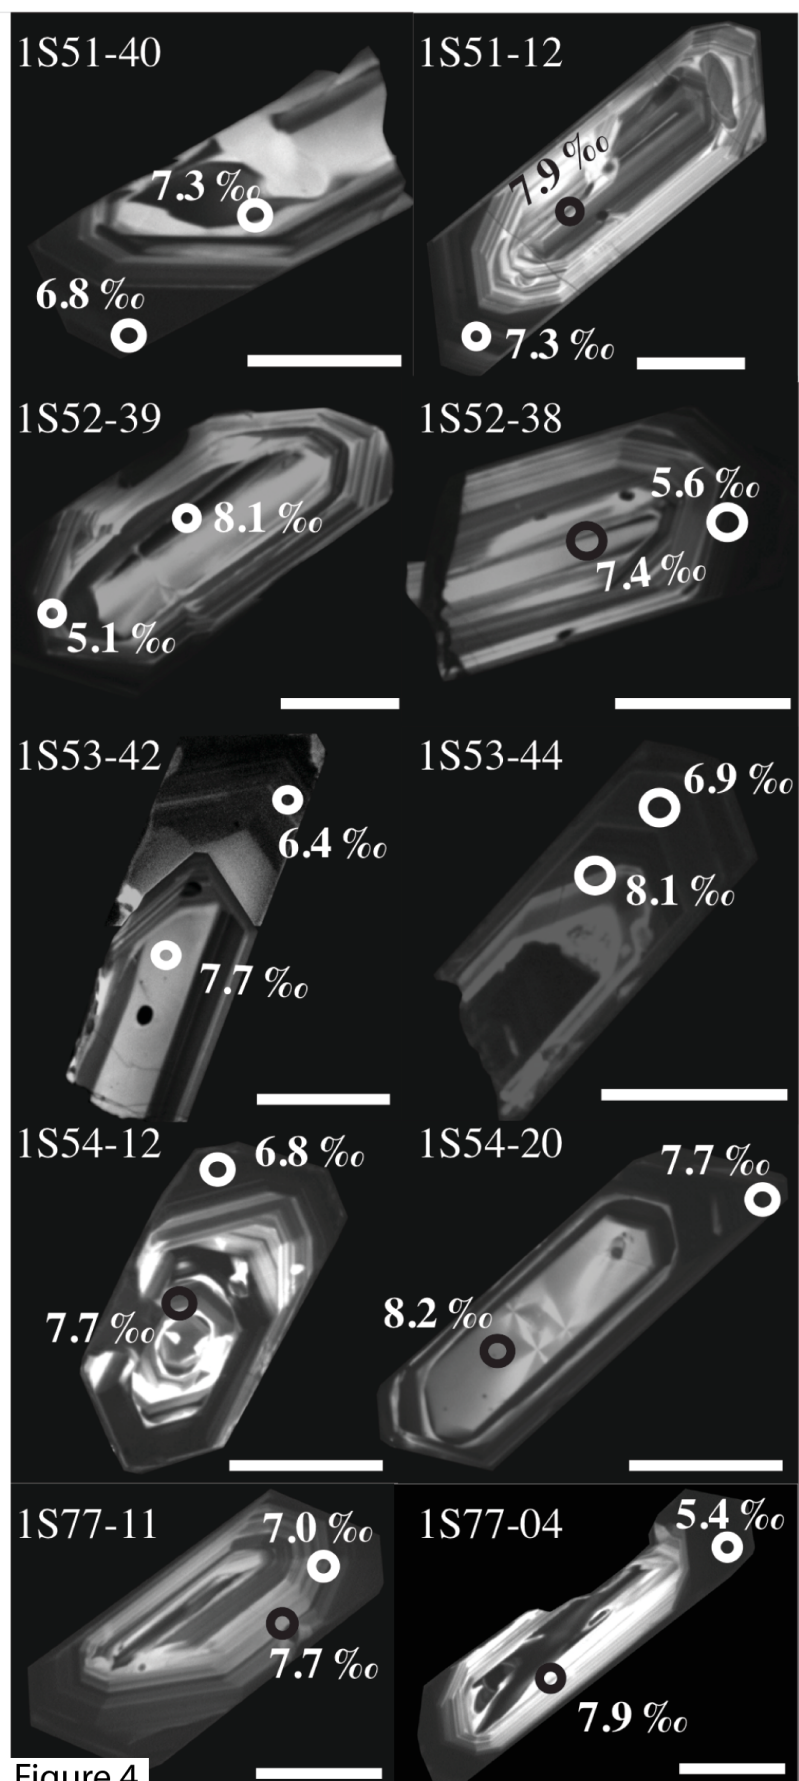 1S51-40
7.3 ‰
6.8 ‰
1S51-12
7.9 ‰
7.3 ‰
1S52-39
8.1 ‰
5.1 ‰
1S52-38
5.6 ‰
7.4 ‰
1S53-42
6.4 ‰
7.7 ‰
1S53-44
6.9 ‰
8.1 ‰
1S54-12
6.8 ‰
7.7 ‰
1S54-20
7.7 ‰
8.2 ‰
1S77-11
7.0 ‰
7.7 ‰
1S77-04
5.4 ‰
7.9 ‰
Figure 4